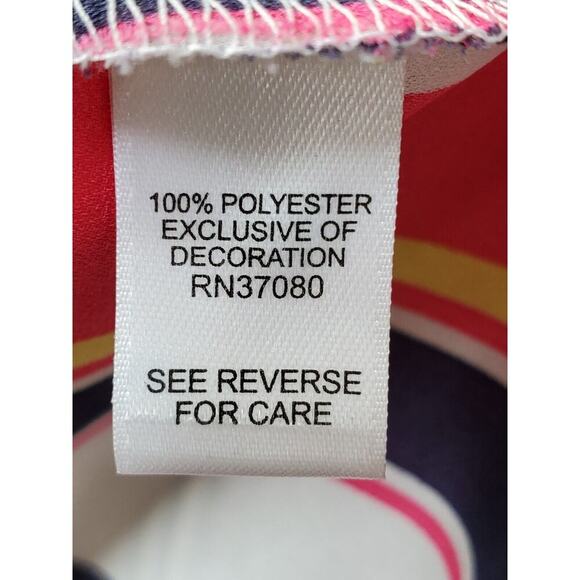 100% POLYESTER
EXCLUSIVE OF
DECORATION
RN37080
SEE REVERSE
FOR CARE